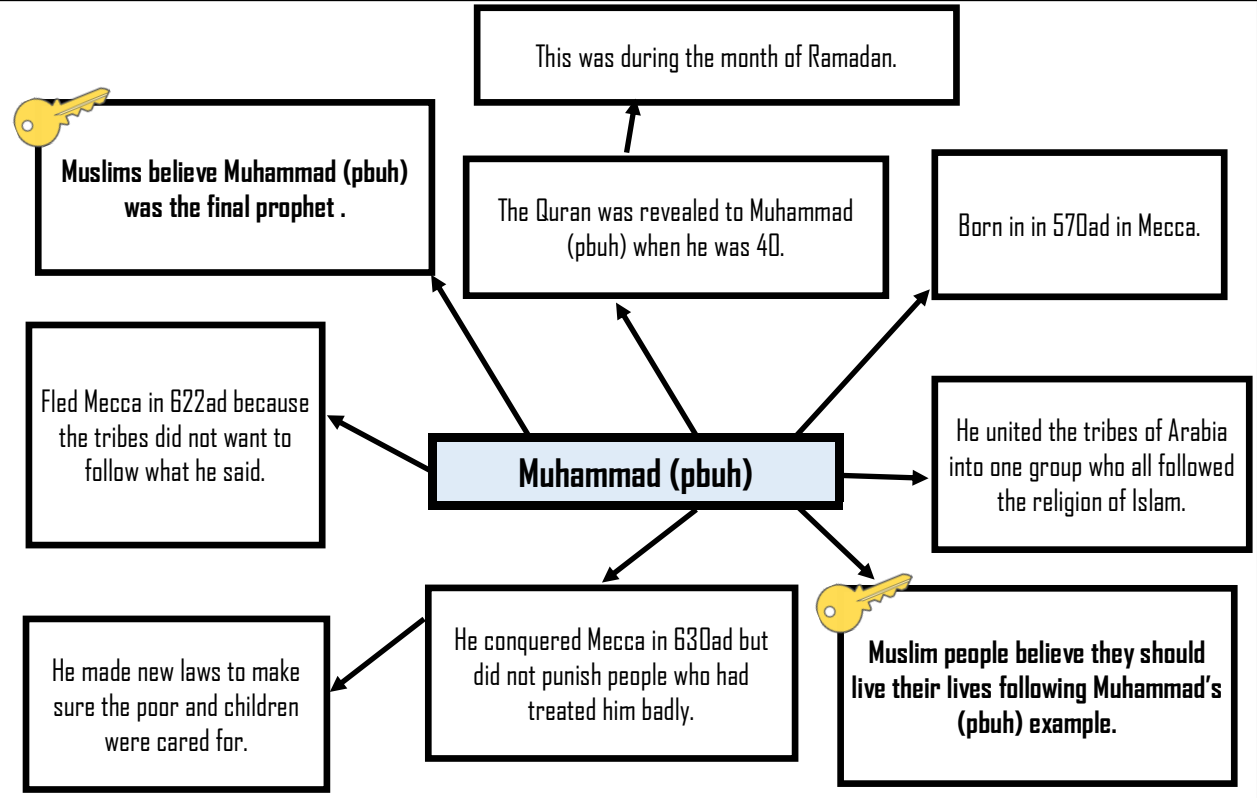 This was during the month of Ramadan.
Muslims believe Muhammad (pbuh)
was the final prophet .
The Quran was revealed to Muhammad
(pbuh) when he was 40.
Born in in 570ad in Mecca.
Fled Mecca in 622ad because
the tribes did not want to
follow what he said.
Muhammad (pbuh)
He united the tribes of Arabia
into one group who all followed
the religion of Islam.
He made new laws to make
sure the poor and children
were cared for.
He conquered Mecca in 630ad but
did not punish people who had
treated him badly.
Muslim people believe they should
live their lives following Muhammad’s
(pbuh) example.